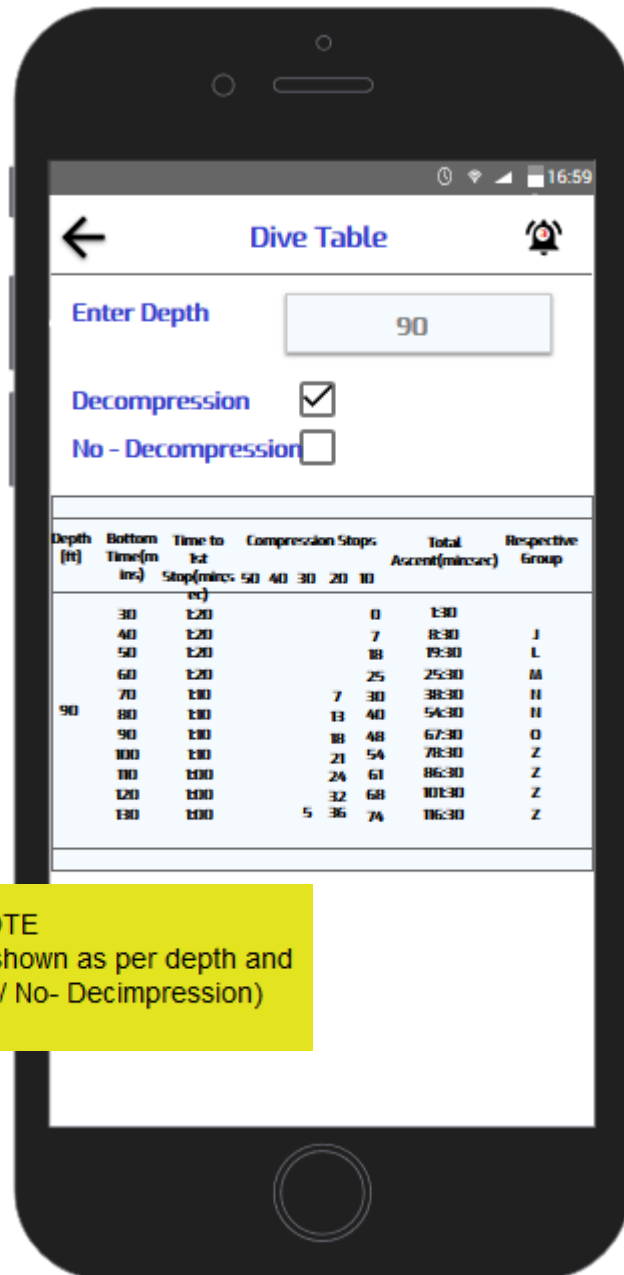 16:59
Dive Table
Enter Depth 90
Decompression
No - Decompression
Depth Bottom Time to Compression Stops Total Respective
(ft) Time(m 1st Ascent(min:sec) Group
ins) Stop(min:s 50 40 30 20 10
ec)
30 1:20 0 1:30
40 1:20 7 8:30 J
50 1:20 18 19:30 L
60 1:20 25 25:30 M
70 1:10 7 30 38:30 N
90 80 1:10 13 40 54:30 N
90 1:10 18 48 67:30 O
100 1:10 21 54 78:30 Z
110 1:00 24 61 86:30 Z
120 1:00 32 68 101:30 Z
130 1:00 5 36 74 116:30 Z
OTE
shown as per depth and
/ No- Decimpression)